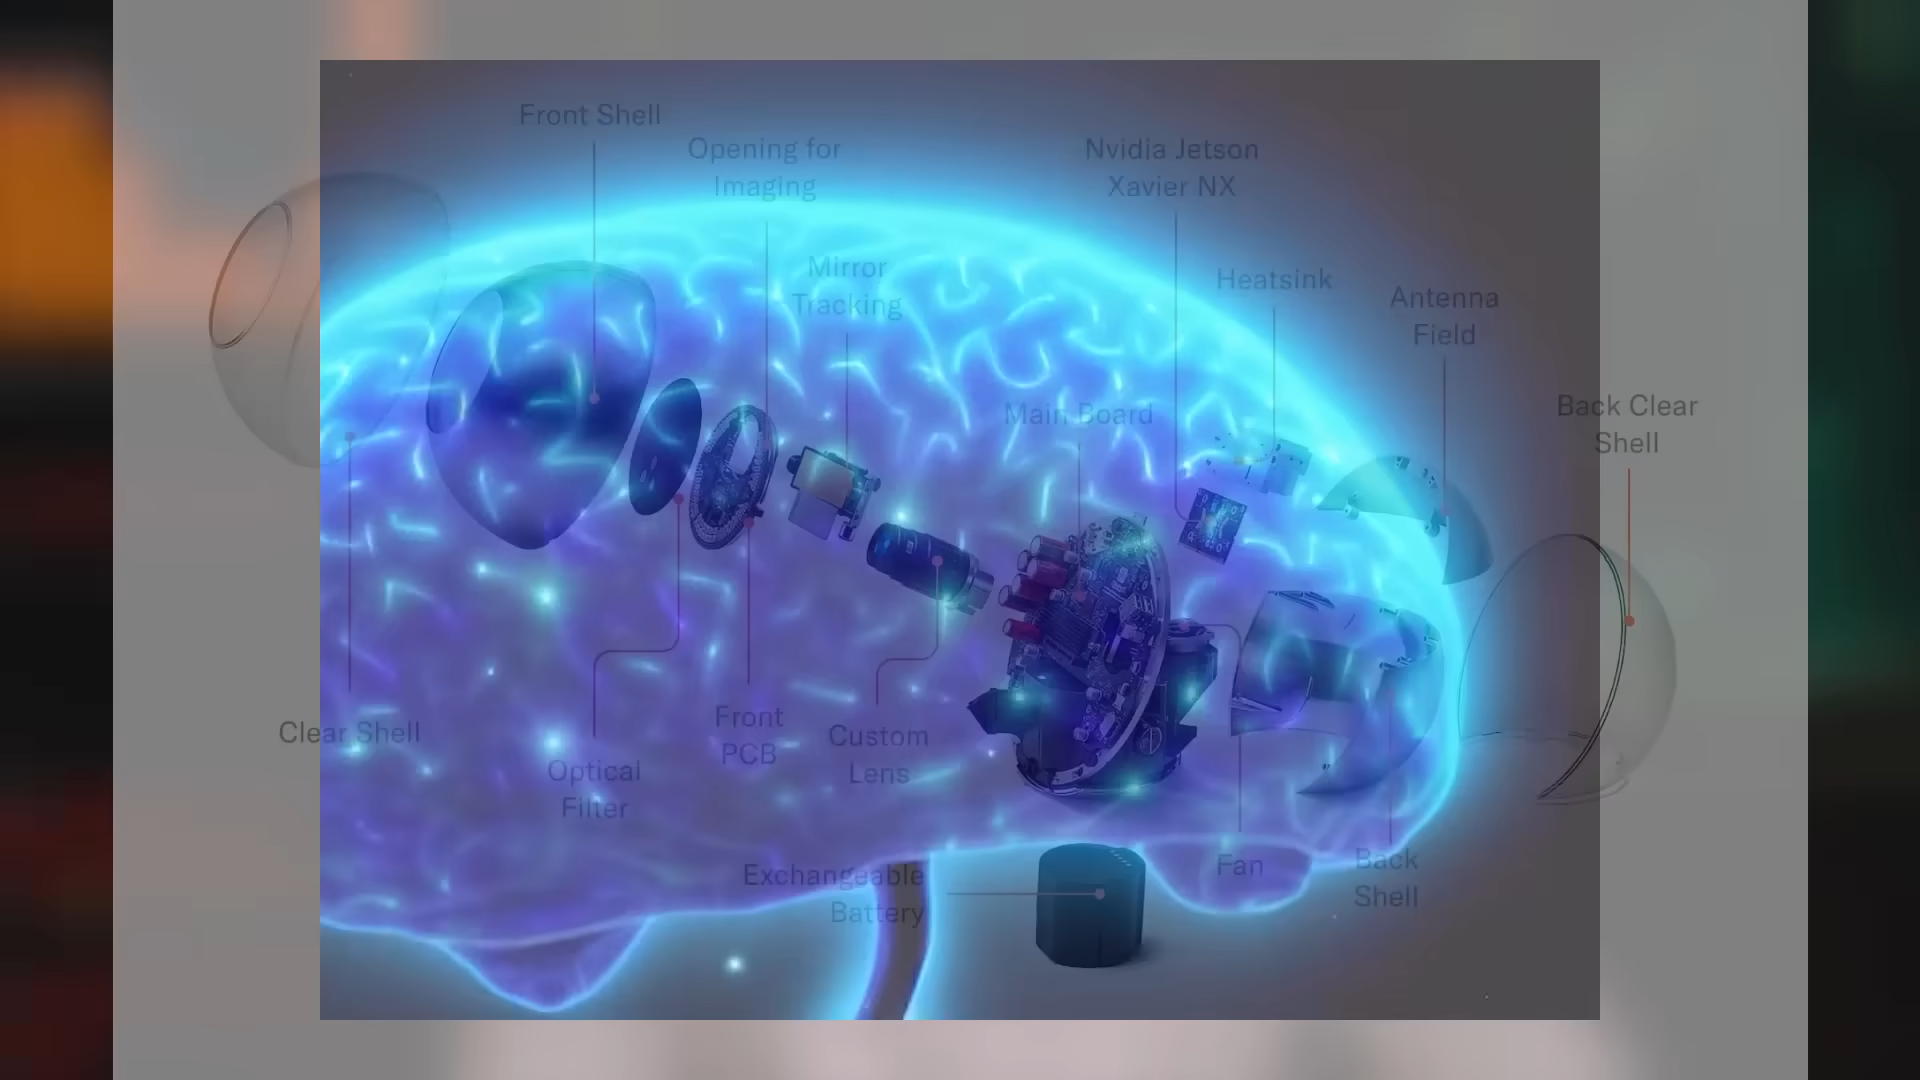 Front Shell
Opening for
Imaging
Nvidia Jetson
Xavier NX
Mirror
Tracking
Heatsink
Antenna
Field
Main Board
Back Clear
Shell
Clear Shell
Front
PCB
Custom
Lens
Optical
Filter
Exchangeable
Battery
Fan
Back
Shell